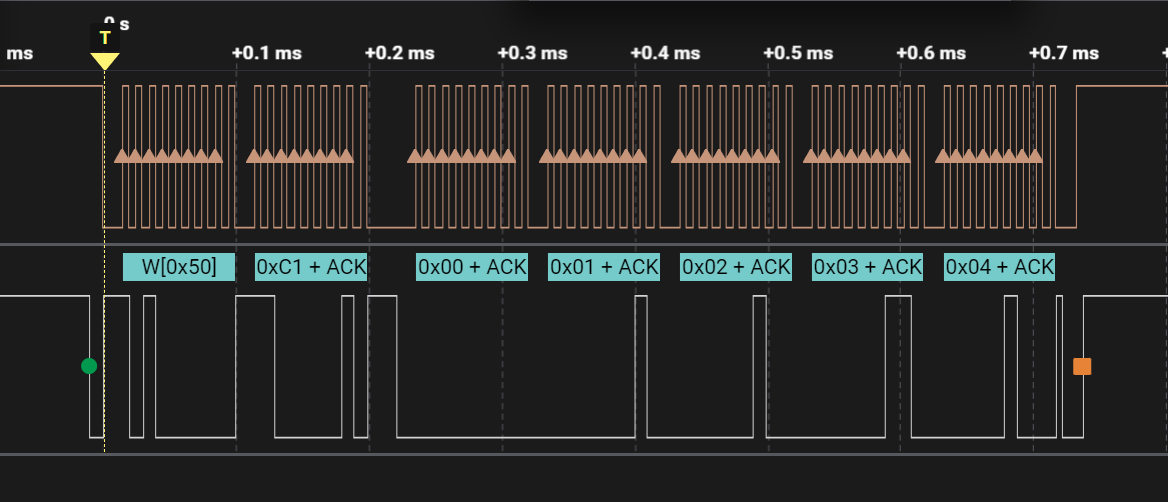 0 s
T
ms +0.1 ms +0.2 ms +0.3 ms +0.4 ms +0.5 ms +0.6 ms +0.7 ms +
W[0x50] 0xC1 + ACK 0x00 + ACK 0x01 + ACK 0x02 + ACK 0x03 + ACK 0x04 + ACK